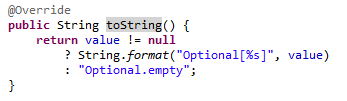 @Override
public String toString() {
    return value != null
        ? String.format("Optional[%s]", value)
        : "Optional.empty";
}